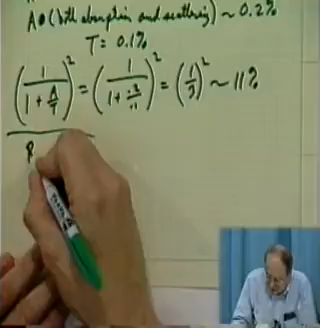 A≡(both absorption and scattering) ~ 0.2%
T = 0.1%
(1/(1+A/T))² = (1/(1+.2/.1))² = (1/3)² ~ 11%
R